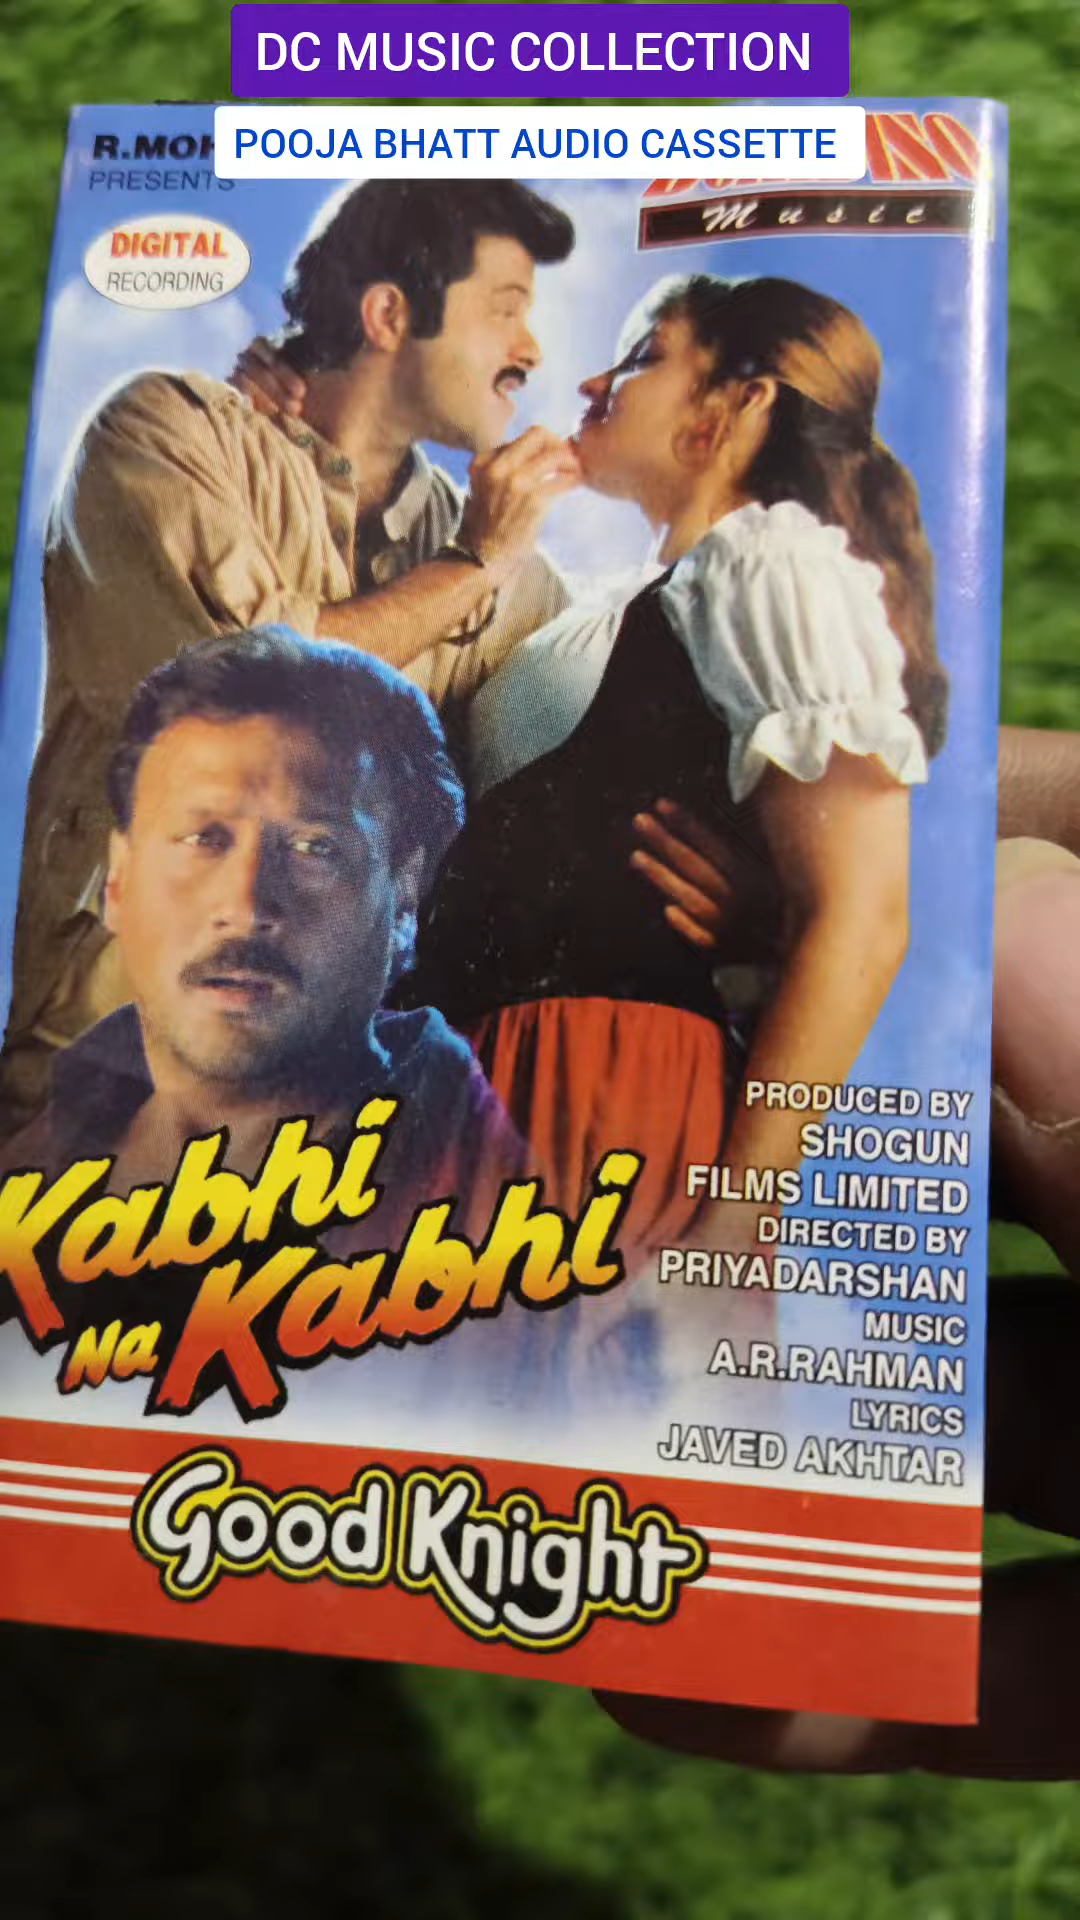 DC MUSIC COLLECTION
POOJA BHATT AUDIO CASSETTE
PRESENTS
Music
DIGITAL
RECORDING
Kabhi
Na Kabhi
PRODUCED BY
SHOGUN
FILMS LIMITED
DIRECTED BY
PRIYADARSHAN
MUSIC
A.R.RAHMAN
LYRICS
JAVED AKHTAR
Good Knight